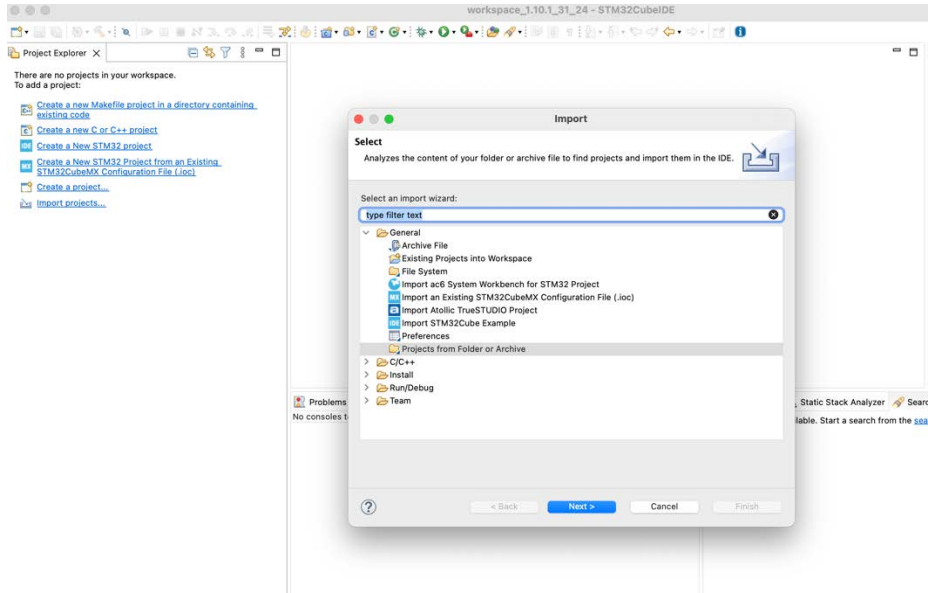 workspace_1.10.1_31_24 - STM32CubeIDE
Project Explorer
There are no projects in your workspace.
To add a project:
Create a new Makefile project in a directory containing
existing code
Create a new C or C++ project
Create a New STM32 project
Create a New STM32 Project from an Existing
STM32CubeMX Configuration File (.ioc)
Create a project...
Import projects...
Import
Select
Analyzes the content of your folder or archive file to find projects and import them in the IDE.
Select an import wizard:
type filter text
General
Archive File
Existing Projects into Workspace
File System
Import ac6 System Workbench for STM32 Project
Import an Existing STM32CubeMX Configuration File (.ioc)
Import Atollic TrueSTUDIO Project
Import STM32Cube Example
Preferences
Projects from Folder or Archive
C/C++
Install
Run/Debug
Team
< Back
Next >
Cancel
Finish
Problems
No consoles t
Static Stack Analyzer
Searc
lable. Start a search from the sea